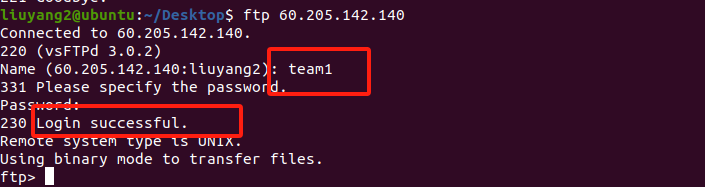 221 Goodbye.
liuyang2@ubuntu:~/Desktop$ ftp 60.205.142.140
Connected to 60.205.142.140.
220 (vsFTPd 3.0.2)
Name (60.205.142.140:liuyang2): team1
331 Please specify the password.
Password:
230 Login successful.
Remote system type is UNIX.
Using binary mode to transfer files.
ftp>